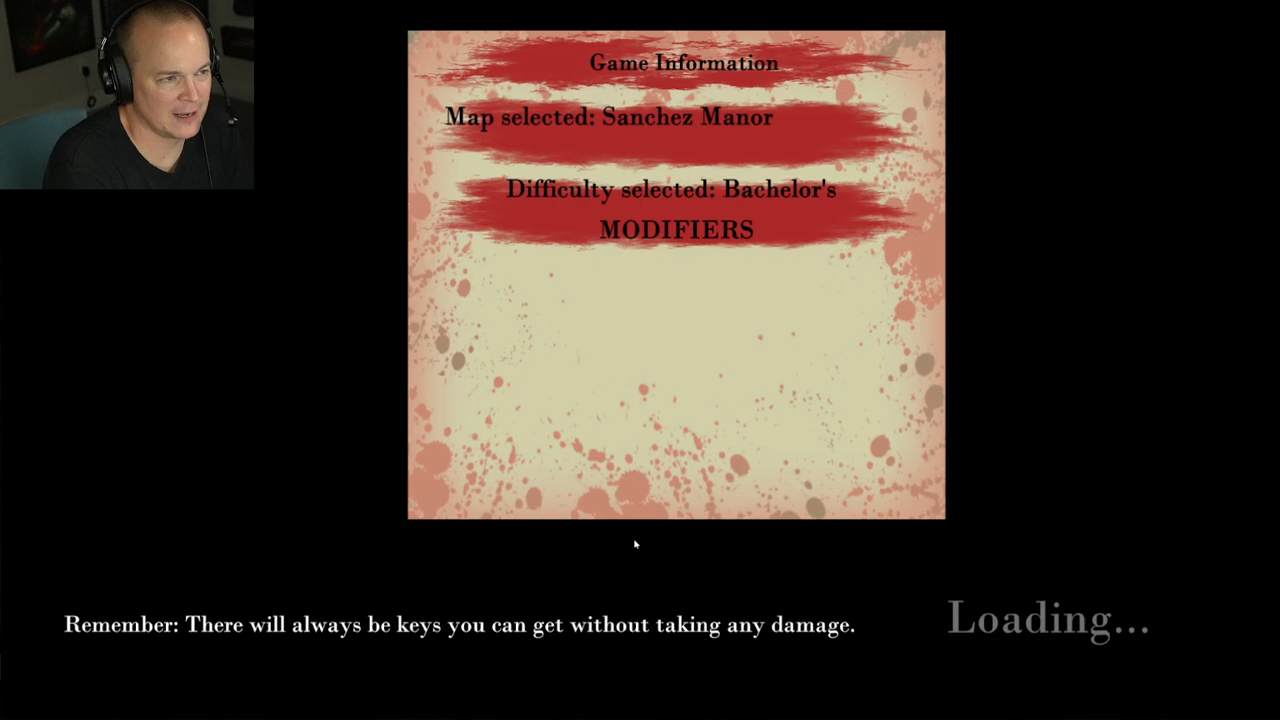 Game Information
Map selected: Sanchez Manor
Difficulty selected: Bachelor's
MODIFIERS
Remember: There will always be keys you can get without taking any damage.
Loading...